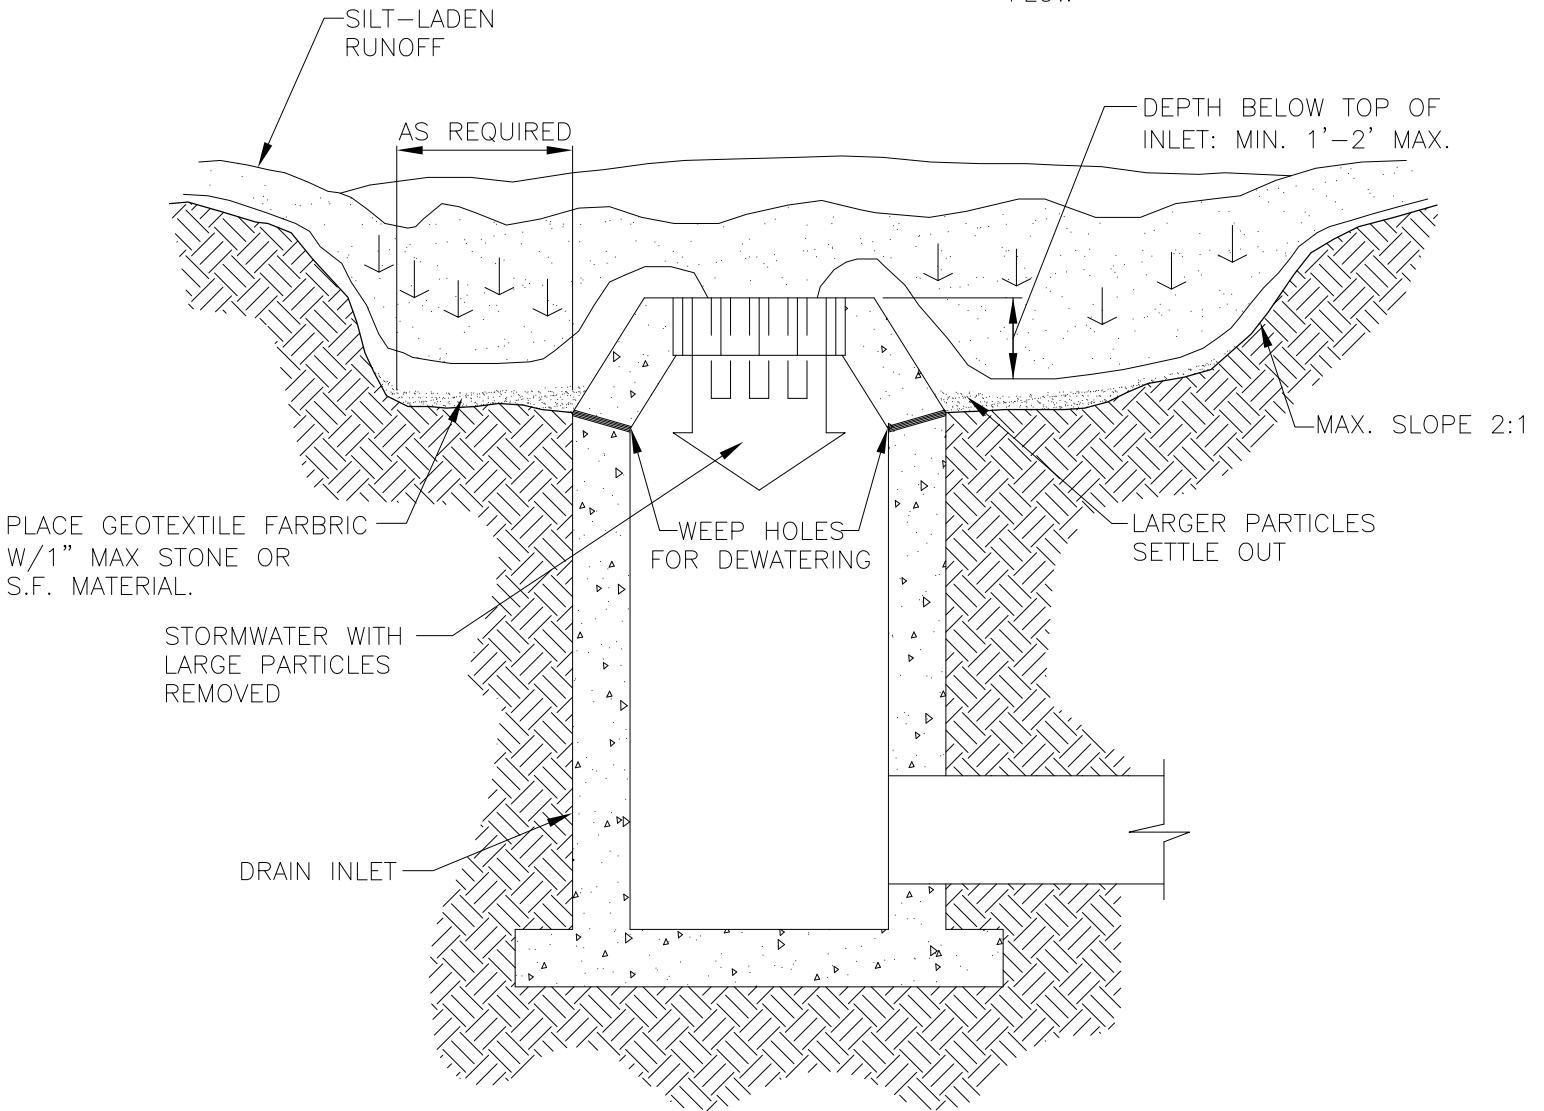 SILT-LADEN
RUNOFF
AS REQUIRED
DEPTH BELOW TOP OF
INLET: MIN. 1'-2' MAX.
MAX. SLOPE 2:1
PLACE GEOTEXTILE FARBRIC
W/1" MAX STONE OR
S.F. MATERIAL.
WEEP HOLES
FOR DEWATERING
LARGER PARTICLES
SETTLE OUT
STORMWATER WITH
LARGE PARTICLES
REMOVED
DRAIN INLET